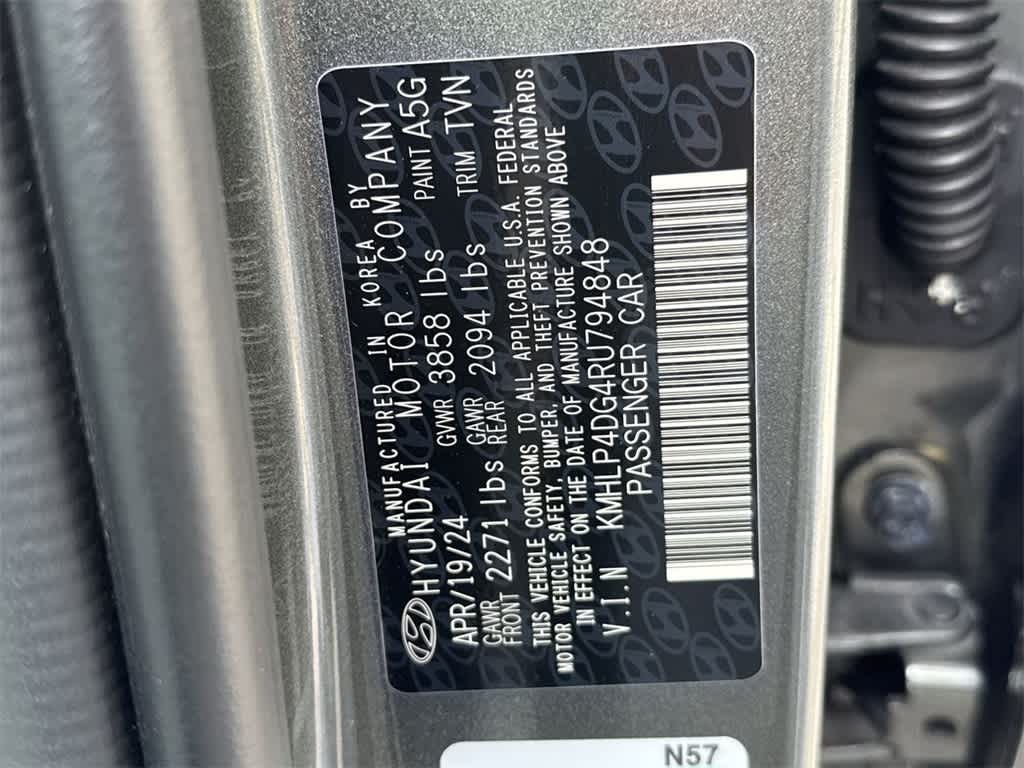 MANUFACTURED IN KOREA BY
HYUNDAI MOTOR COMPANY
APR/19/24 GVWR 3858 lbs PAINT A5G
GAWR FRONT 2271 lbs GAWR REAR 2094 lbs TRIM TVN
THIS VEHICLE CONFORMS TO ALL APPLICABLE U.S.A. FEDERAL
MOTOR VEHICLE SAFETY, BUMPER, AND THEFT PREVENTION STANDARDS
IN EFFECT ON THE DATE OF MANUFACTURE SHOWN ABOVE
V.I.N KMHLP4DG4RU794848
PASSENGER CAR
N57